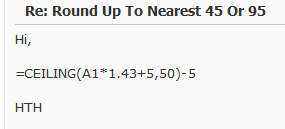 Re: Round Up To Nearest 45 Or 95
Hi,
=CEILING(A1*1.43+5,50)-5
HTH